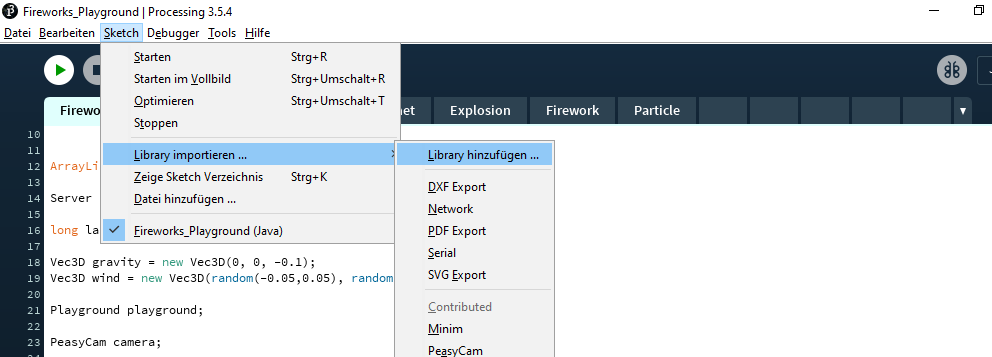 Fireworks_Playground | Processing 3.5.4
Datei Bearbeiten Sketch Debugger Tools Hilfe
Starten Strg+R
Starten im Vollbild Strg+Umschalt+R
Optimieren Strg+Umschalt+T
Stoppen
Library importieren ...
Zeige Sketch Verzeichnis Strg+K
Datei hinzufügen ...
Fireworks_Playground (Java)
Library hinzufügen ...
DXF Export
Network
PDF Export
Serial
SVG Export
Contributed
Minim
PeasyCam
Firewo et Explosion Firework Particle
10
11
12 ArrayLi
13
14 Server
15
16 long la
17
18 Vec3D gravity = new Vec3D(0, 0, -0.1);
19 Vec3D wind = new Vec3D(random(-0.05,0.05), random
20
21 Playground playground;
22
23 PeasyCam camera;